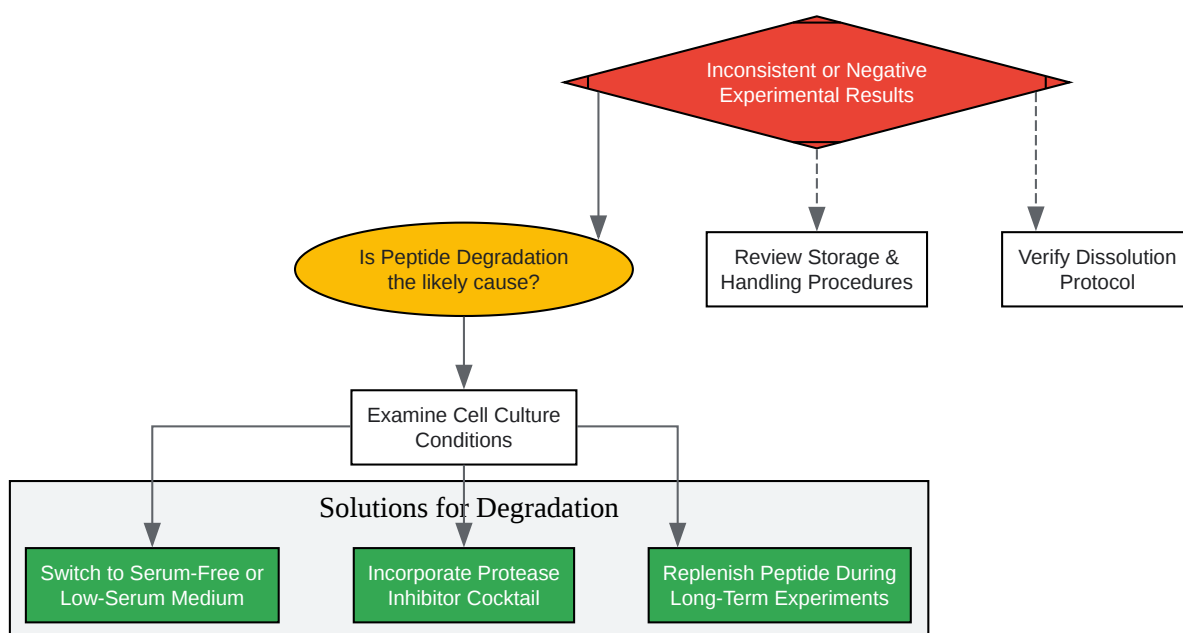 Inconsistent or Negative
Experimental Results
Is Peptide Degradation
the likely cause?
Review Storage &
Handling Procedures
Verify Dissolution
Protocol
Examine Cell Culture
Conditions
Solutions for Degradation
Switch to Serum-Free or
Low-Serum Medium
Incorporate Protease
Inhibitor Cocktail
Replenish Peptide During
Long-Term Experiments